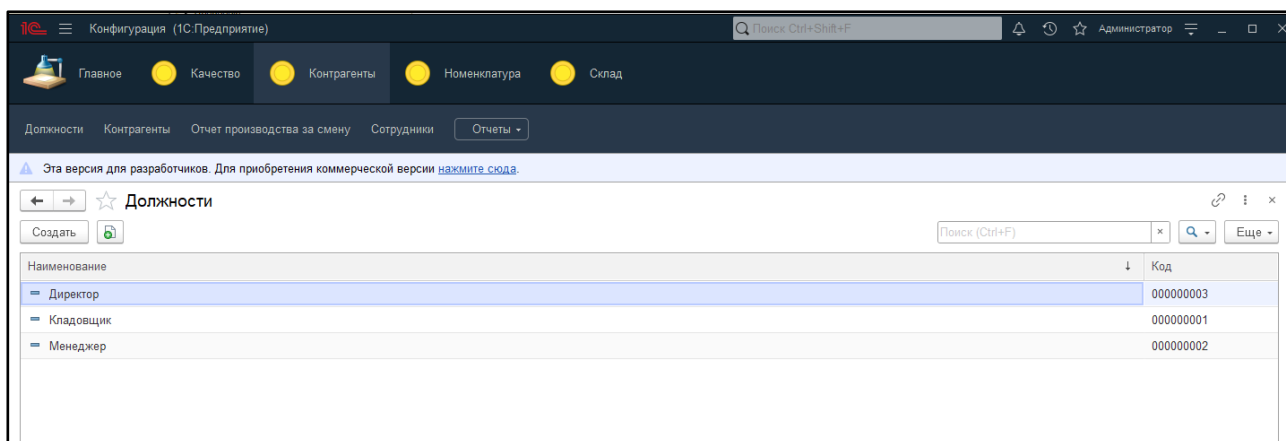 1С Конфигурация (1С:Предприятие) Поиск Ctrl+Shift+F Администратор
Главное Качество Контрагенты Номенклатура Склад
Должности Контрагенты Отчет производства за смену Сотрудники Отчеты
Эта версия для разработчиков. Для приобретения коммерческой версии нажмите сюда.
Должности
Создать Поиск (Ctrl+F) × Еще
Наименование ↓ Код
Директор 000000003
Кладовщик 000000001
Менеджер 000000002